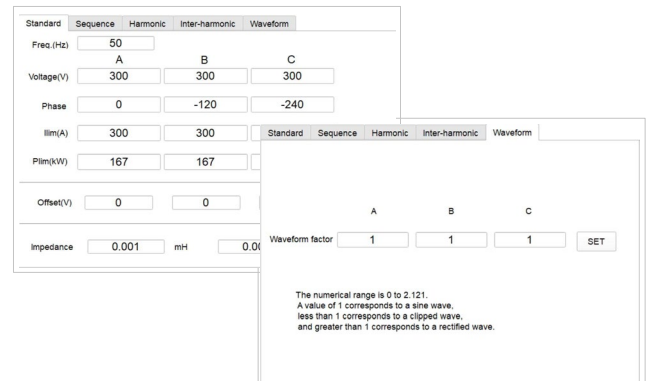 Standard Sequence Harmonic Inter-harmonic Waveform
Freq.(Hz) 50
A B C
Voltage(V) 300 300 300
Phase 0 -120 -240
Ilim(A) 300 300
Plim(kW) 167 167
Offset(V) 0 0
Impedance 0.001 mH
Standard Sequence Harmonic Inter-harmonic Waveform
A B C
Waveform factor 1 1 1 SET
The numerical range is 0 to 2.121.
A value of 1 corresponds to a sine wave,
less than 1 corresponds to a clipped wave,
and greater than 1 corresponds to a rectified wave.